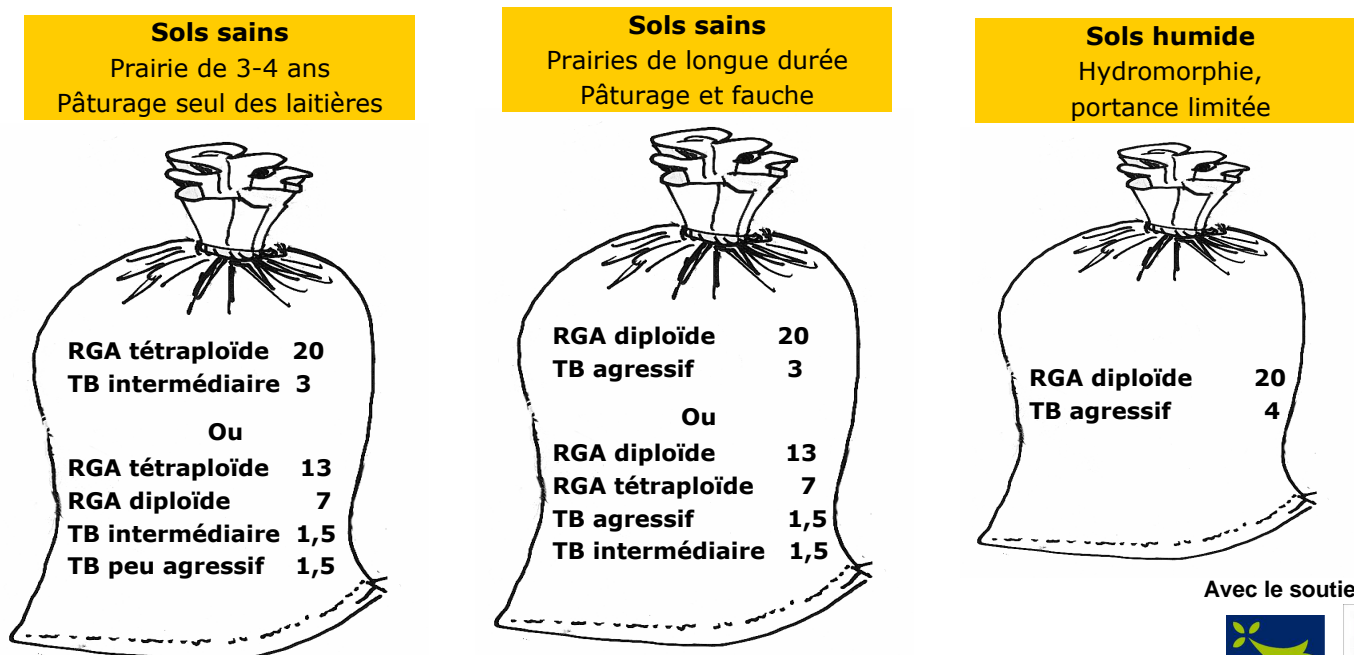 Sols sains
Prairie de 3-4 ans
Pâturage seul des laitières
RGA tétraploïde 20
TB intermédiaire 3
Ou
RGA tétraploïde 13
RGA diploïde 7
TB intermédiaire 1,5
TB peu agressif 1,5
Sols sains
Prairies de longue durée
Pâturage et fauche
RGA diploïde 20
TB agressif 3
Ou
RGA diploïde 13
RGA tétraploïde 7
TB agressif 1,5
TB intermédiaire 1,5
Sols humide
Hydromorphie,
portance limitée
RGA diploïde 20
TB agressif 4
Avec le soutie